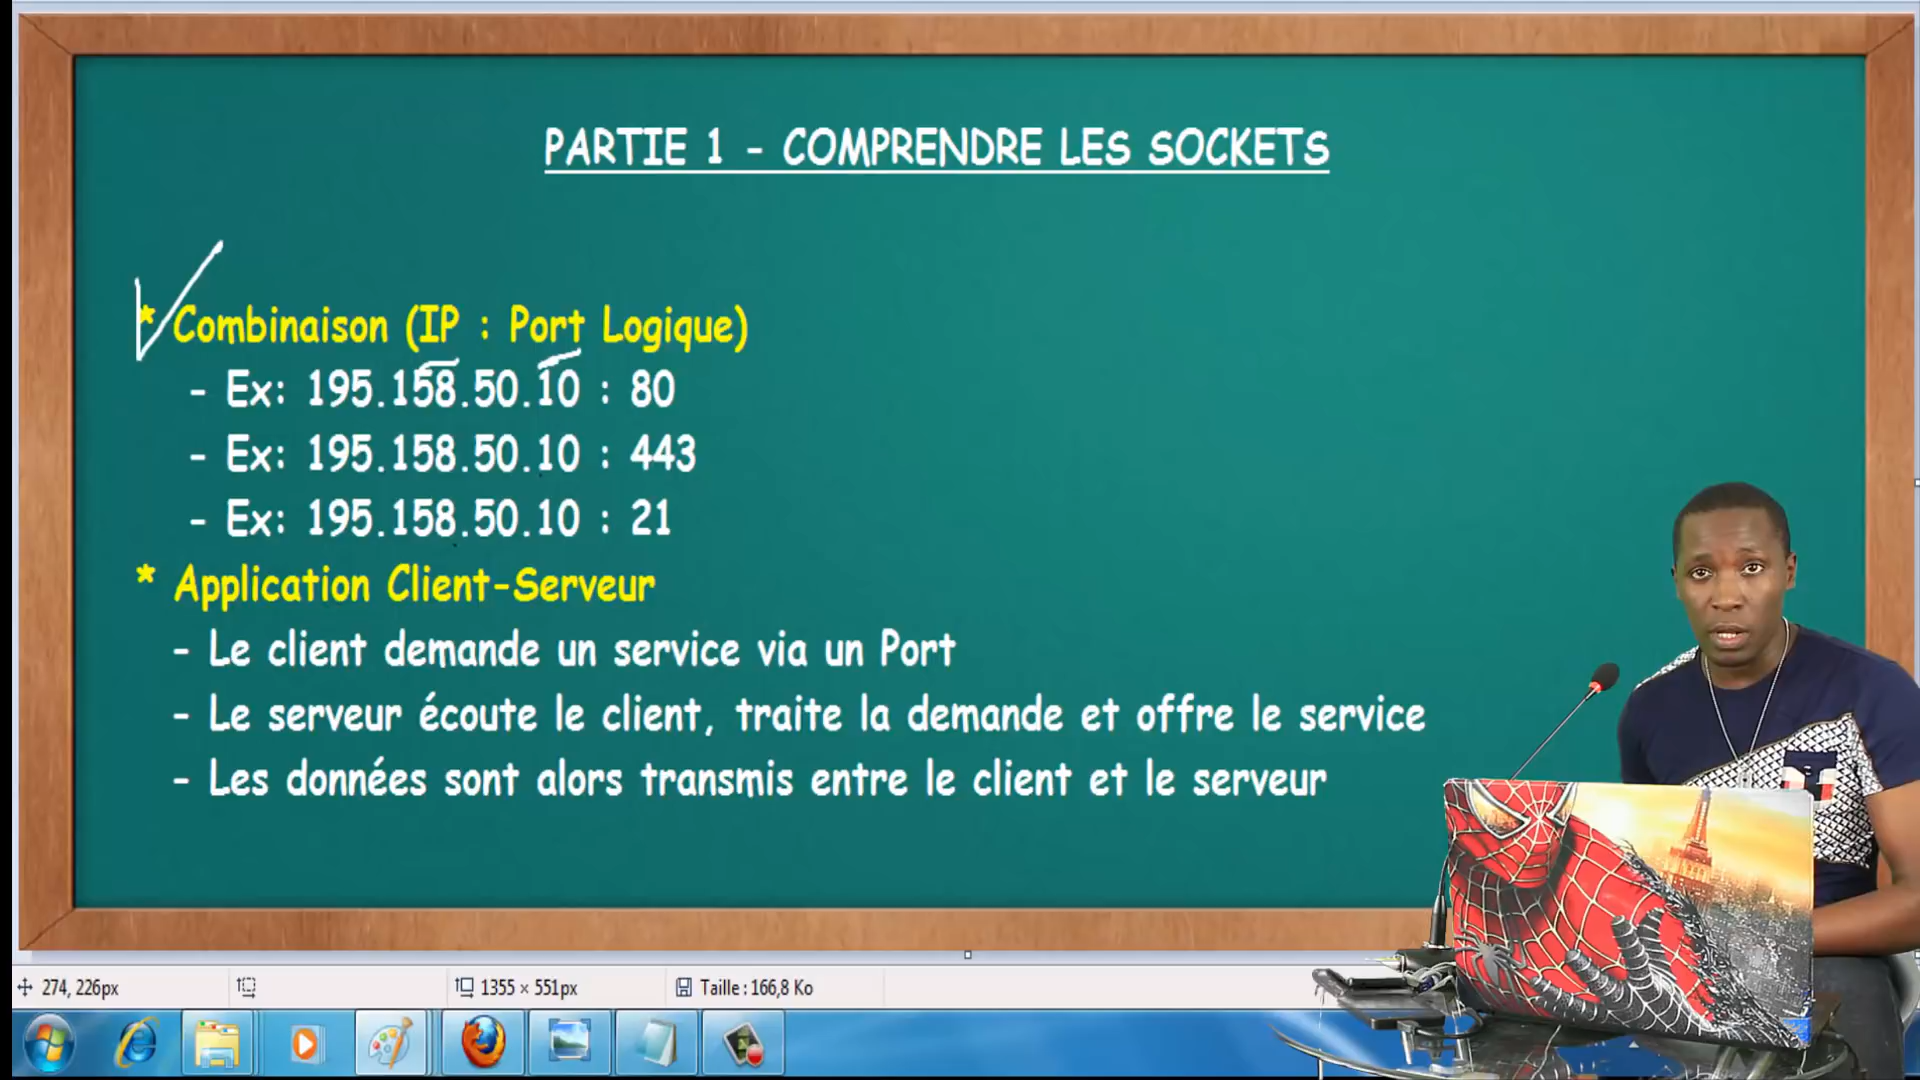 PARTIE 1 - COMPRENDRE LES SOCKETS
* Combinaison (IP : Port Logique)
- Ex: 195.158.50.10 : 80
- Ex: 195.158.50.10 : 443
- Ex: 195.158.50.10 : 21
* Application Client-Serveur
- Le client demande un service via un Port
- Le serveur écoute le client, traite la demande et offre le service
- Les données sont alors transmis entre le client et le serveur
274, 226px
1355 × 551px
Taille : 166,8 Ko